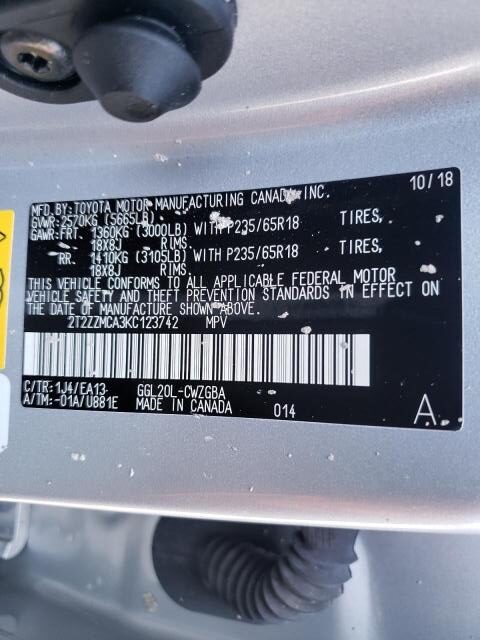 MFD.BY:TOYOTA MOTOR MANUFACTURING CANADA INC. 10/18
GVWR:2570KG (5665LB)
GAWR:FRT. 1360KG (3000LB) WITH P235/65R18 TIRES,
18X8J RIMS.
RR. 1410KG (3105LB) WITH P235/65R18 TIRES,
18X8J RIMS.
THIS VEHICLE CONFORMS TO ALL APPLICABLE FEDERAL MOTOR
VEHICLE SAFETY AND THEFT PREVENTION STANDARDS IN EFFECT ON
THE DATE OF MANUFACTURE SHOWN ABOVE.
2T2ZZMCA3KC123742 MPV
C/TR:1J4/EA13 GGL20L-CWZGBA
A/TM:-01A/U881E MADE IN CANADA 014 A